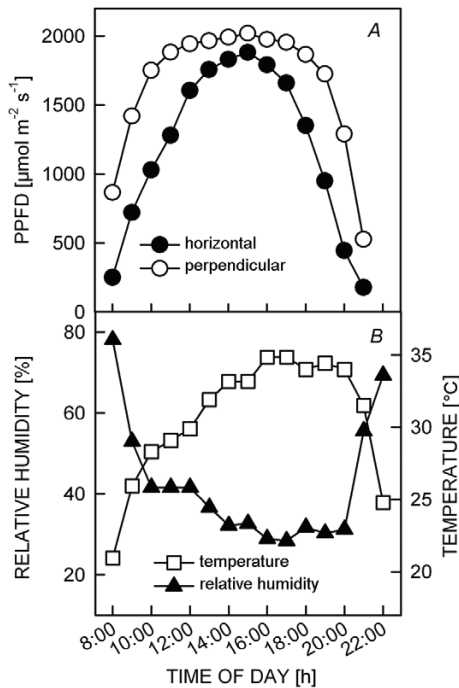 A
2000
1500
1000
500
0
PPFD [µmol m⁻² s⁻¹]
horizontal
perpendicular
B
80
60
40
20
RELATIVE HUMIDITY [%]
35
30
25
20
TEMPERATURE [°C]
temperature
relative humidity
8:00 10:00 12:00 14:00 16:00 18:00 20:00 22:00
TIME OF DAY [h]